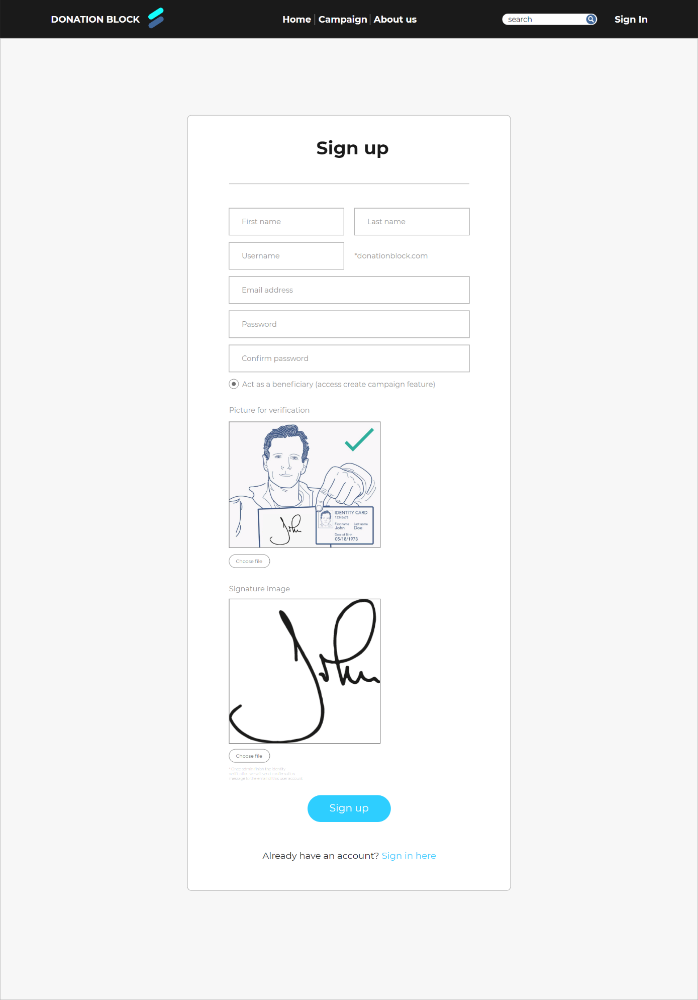 DONATION BLOCK
Home | Campaign | About us
search
Sign In
Sign up
First name
Last name
Username
*donationblock.com
Email address
Password
Confirm password
Act as a beneficiary (access create campaign feature)
Picture for verification
John
IDENTITY CARD
12345678
First name Last name
John Doe
Date of Birth
05/18/1973
Choose file
Signature image
John
Choose file
* Once admin finish the identity
verification we will send confirmation
message to the email of this user account
Sign up
Already have an account? Sign in here